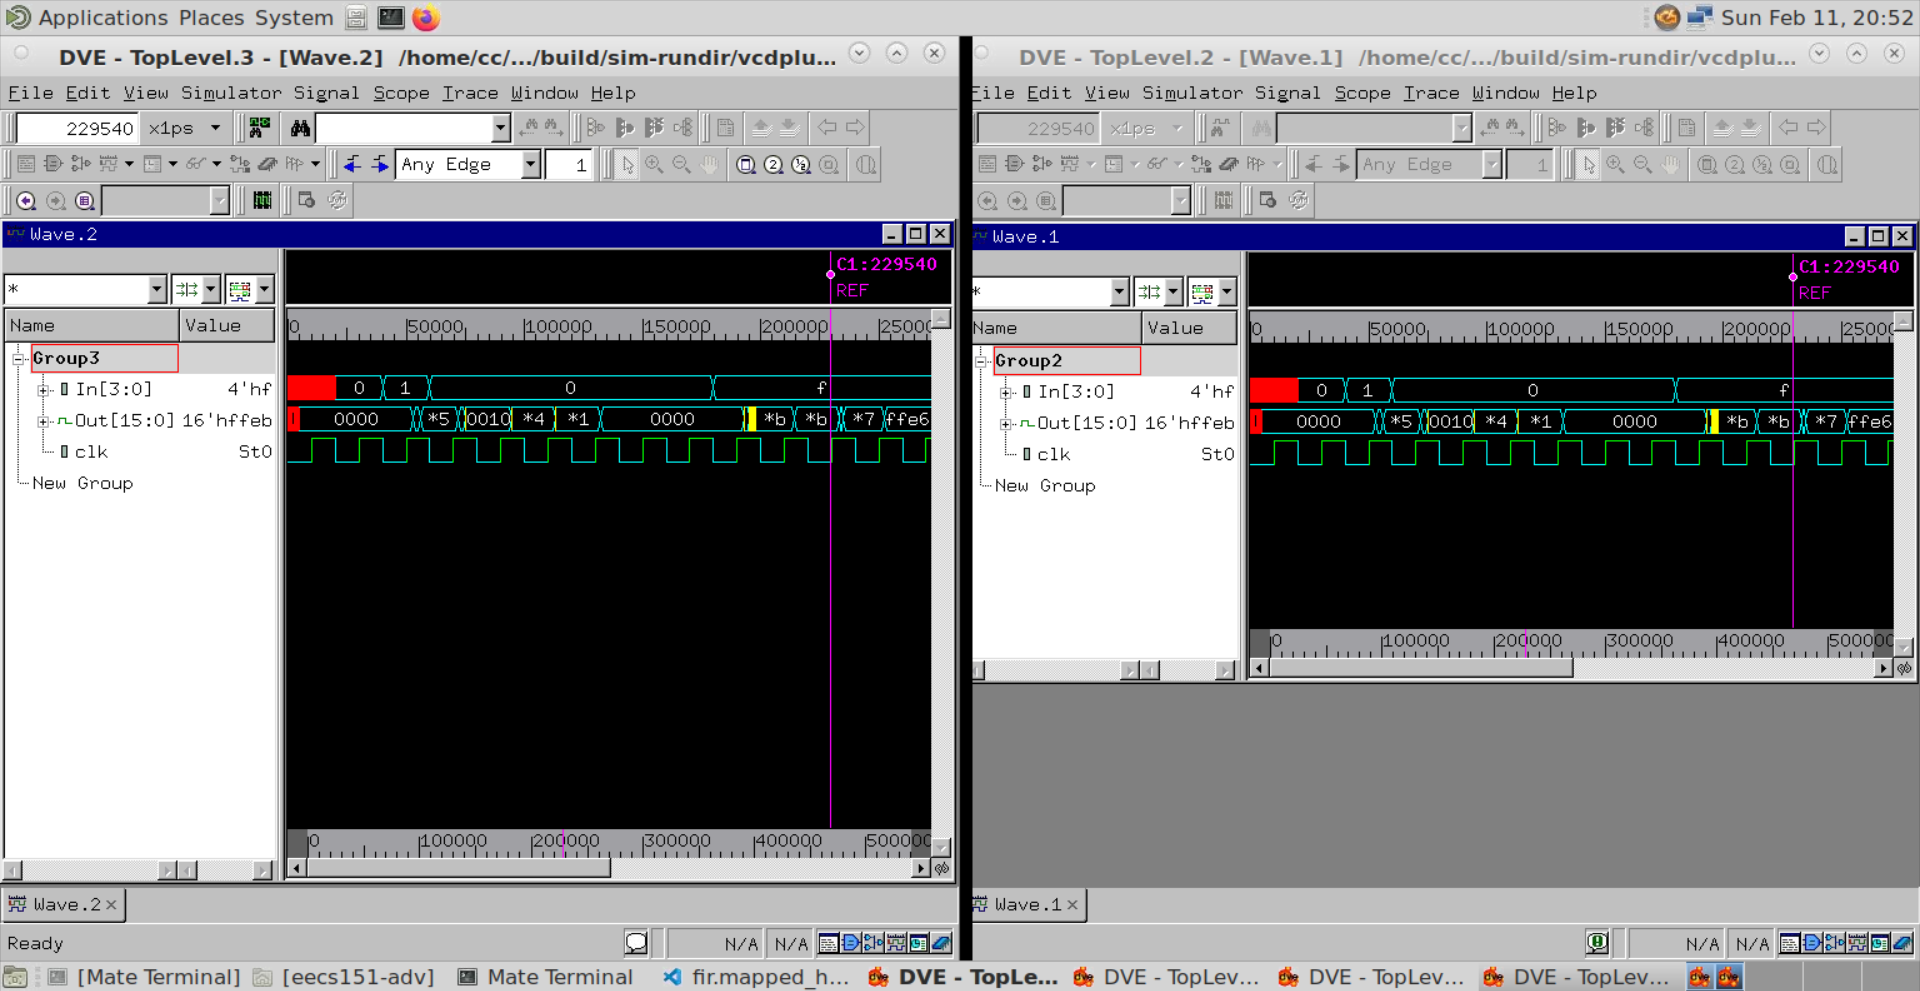 Applications Places System
Sun Feb 11, 20:52
DVE - TopLevel.3 - [Wave.2] /home/cc/.../build/sim-rundir/vcdplu...
File Edit View Simulator Signal Scope Trace Window Help
229540 x1ps
Any Edge 1
Wave.2
C1:229540
REF
*
Name Value
0 50000 100000 150000 200000 25000
Group3
In[3:0] 4'hf
0 1 0 f
Out[15:0] 16'hffeb
0000 *5 0010 *4 *1 0000 *b *b *7 ffe6
clk St0
New Group
0 100000 200000 300000 400000 500000
Wave.2
Ready
N/A N/A
DVE - TopLevel.2 - [Wave.1] /home/cc/.../build/sim-rundir/vcdplu...
File Edit View Simulator Signal Scope Trace Window Help
229540 x1ps
Any Edge 1
Wave.1
C1:229540
REF
*
Name Value
0 50000 100000 150000 200000 25000
Group2
In[3:0] 4'hf
0 1 0 f
Out[15:0] 16'hffeb
0000 *5 0010 *4 *1 0000 *b *b *7 ffe6
clk St0
New Group
0 100000 200000 300000 400000 500000
Wave.1
N/A N/A
[Mate Terminal] [eecs151-adv] Mate Terminal fir.mapped_h... DVE - TopLe... DVE - TopLev... DVE - TopLev... DVE - TopLev...